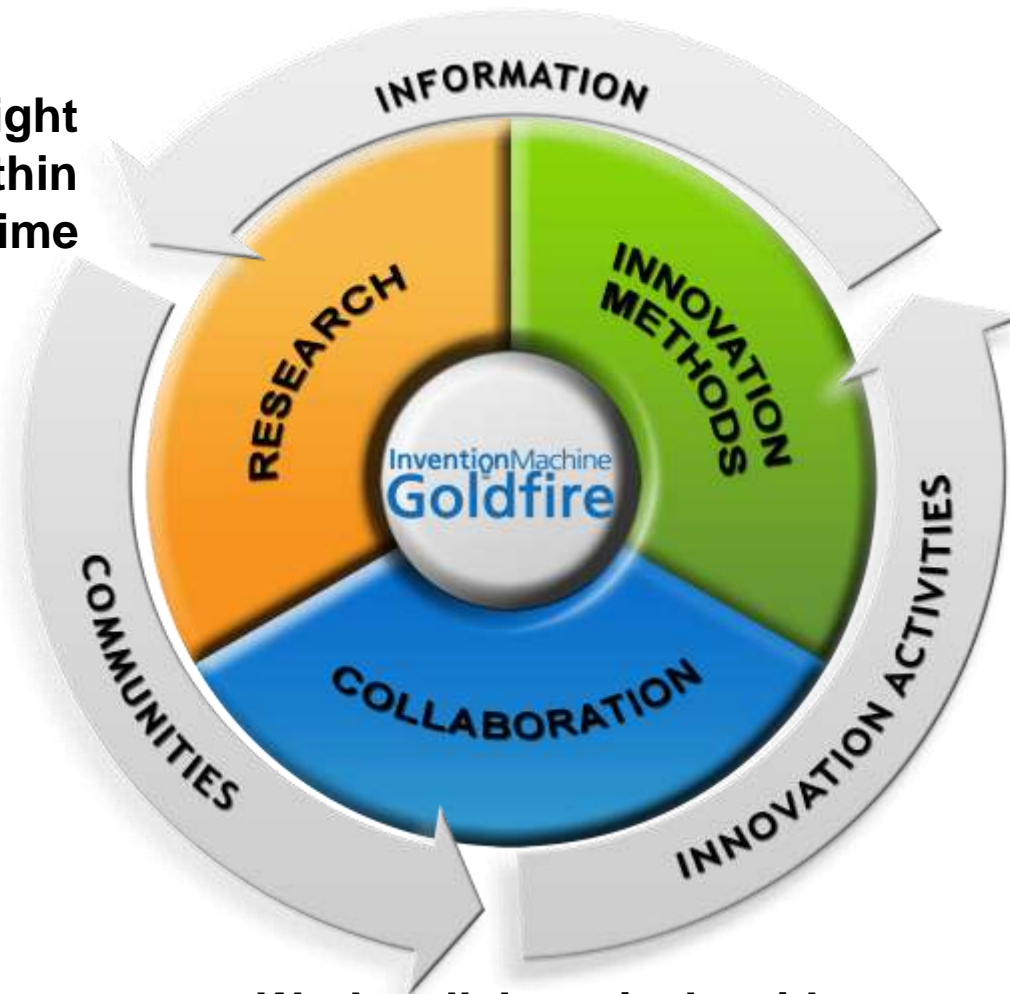 INFORMATION
ight
thin
ime
RESEARCH
INNOVATION
METHODS
InventionMachine
Goldfire
COMMUNITIES
COLLABORATION
INNOVATION ACTIVITIES